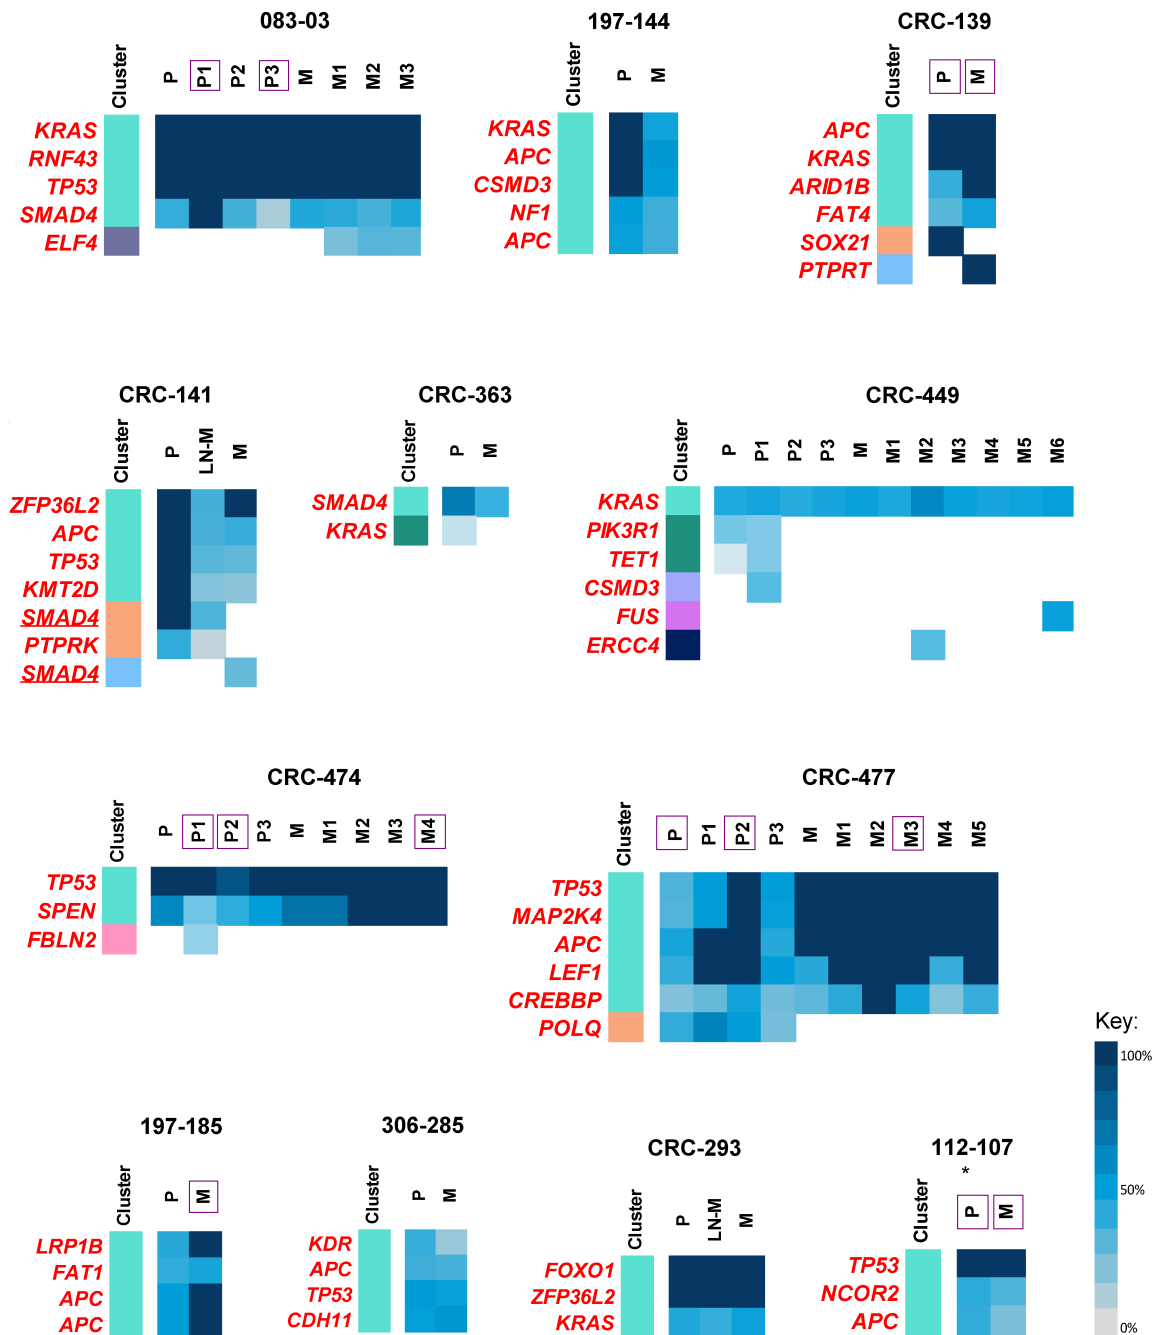 083-03
197-144
CRC-139
Cluster P P1 P2 P3 M M1 M2 M3
KRAS
RNF43
TP53
SMAD4
ELF4
Cluster P M
KRAS
APC
CSMD3
NF1
APC
Cluster P M
APC
KRAS
ARID1B
FAT4
SOX21
PTPRT
CRC-141
CRC-363
CRC-449
Cluster P LN-M M
ZFP36L2
APC
TP53
KMT2D
SMAD4
PTPRK
SMAD4
Cluster P M
SMAD4
KRAS
Cluster P P1 P2 P3 M M1 M2 M3 M4 M5 M6
KRAS
PIK3R1
TET1
CSMD3
FUS
ERCC4
CRC-474
CRC-477
Cluster P P1 P2 P3 M M1 M2 M3 M4
TP53
SPEN
FBLN2
Cluster P P1 P2 P3 M M1 M2 M3 M4 M5
TP53
MAP2K4
APC
LEF1
CREBBP
POLQ
Key:
100%
50%
0%
197-185
306-285
CRC-293
112-107
*
Cluster P M
LRP1B
FAT1
APC
APC
Cluster P M
KDR
APC
TP53
CDH11
Cluster P LN-M M
FOXO1
ZFP36L2
KRAS
Cluster P M
TP53
NCOR2
APC